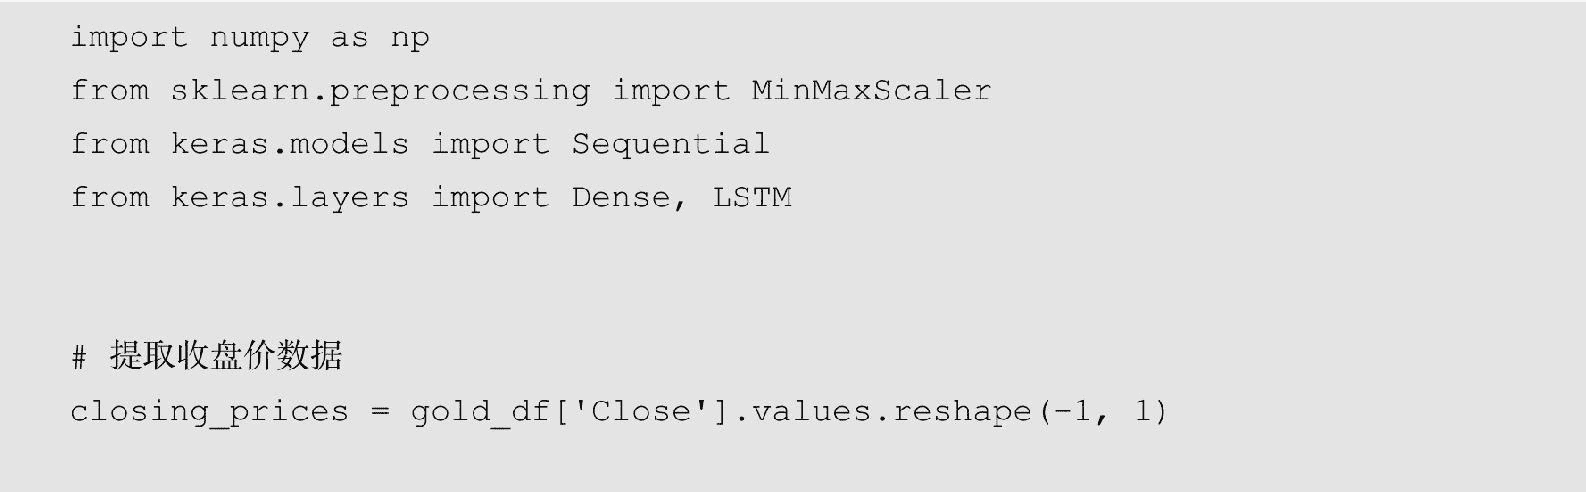 import numpy as np
from sklearn.preprocessing import MinMaxScaler
from keras.models import Sequential
from keras.layers import Dense, LSTM
# 提取收盘价数据
closing_prices = gold_df['Close'].values.reshape(-1, 1)